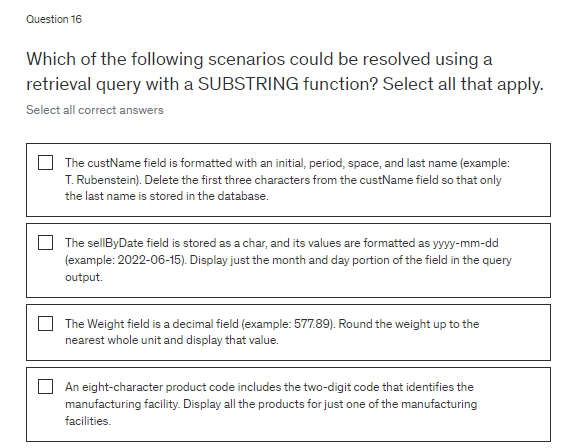 Question 16
Which of the following scenarios could be resolved using a
retrieval query with a SUBSTRING function? Select all that apply.
Select all correct answers
The custName field is formatted with an initial, period, space, and last name (example:
T. Rubenstein). Delete the first three characters from the custName field so that only
the last name is stored in the database.
The sellByDate field is stored as a char, and its values are formatted as yyyy-mm-dd
(example: 2022-06-15). Display just the month and day portion of the field in the query
output.
The Weight field is a decimal field (example: 577.89). Round the weight up to the
nearest whole unit and display that value.
An eight-character product code includes the two-digit code that identifies the
manufacturing facility. Display all the products for just one of the manufacturing
facilities.